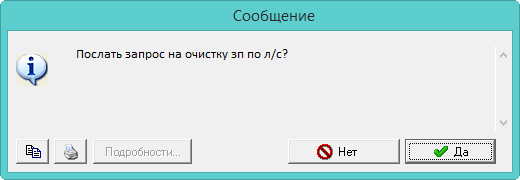 Сообщение
Послать запрос на очистку зп по л/с?
Подробности...
Нет
Да